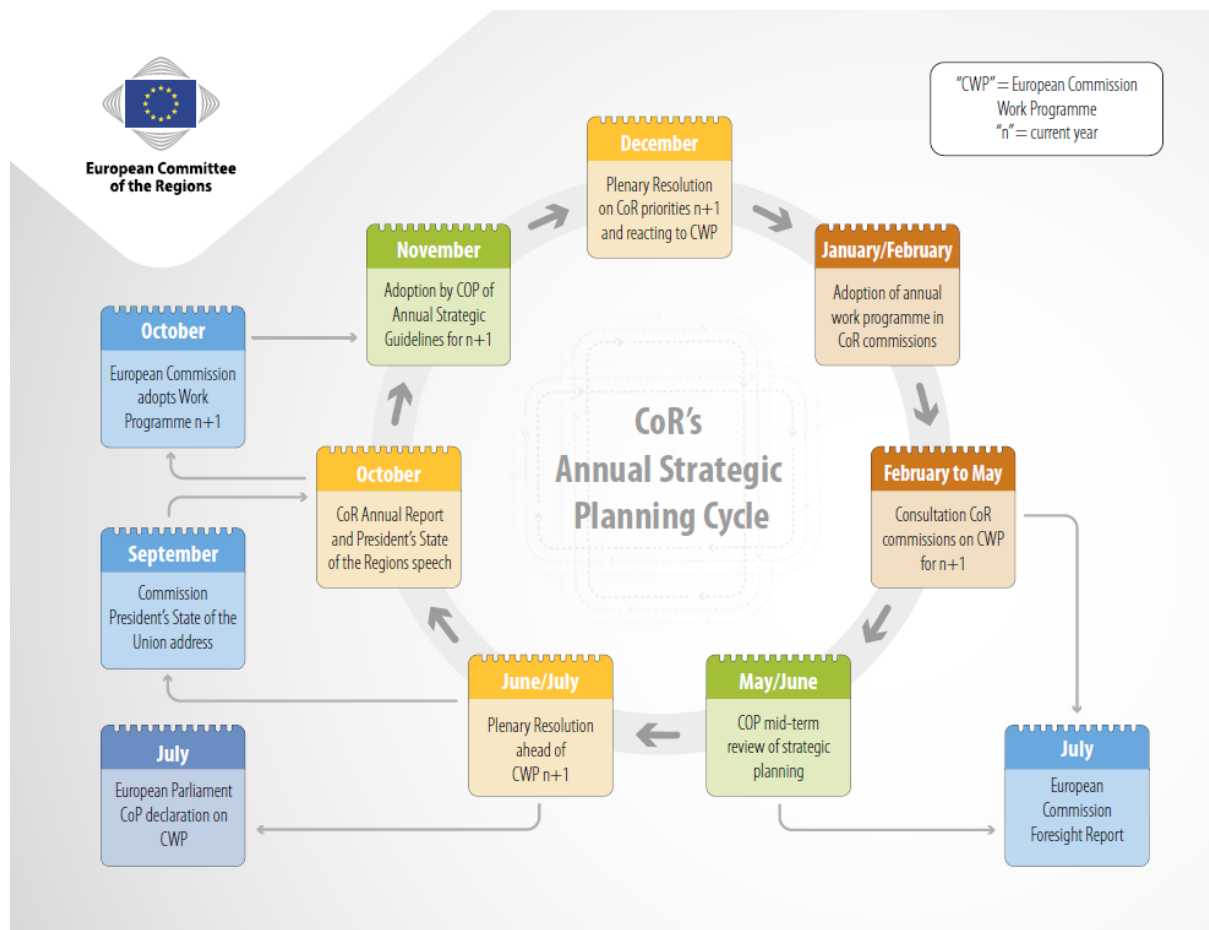 European Committee
of the Regions
"CWP" = European Commission
Work Programme
"n" = current year
December
Plenary Resolution
on CoR priorities n+1
and reacting to CWP
January/February
Adoption of annual
work programme in
CoR commissions
February to May
Consultation CoR
commissions on CWP
for n+1
May/June
COP mid-term
review of strategic
planning
July
European
Commission
Foresight Report
June/July
Plenary Resolution
ahead of
CWP n+1
July
European Parliament
CoP declaration on
CWP
September
Commission
President's State of the
Union address
October
CoR Annual Report
and President's State
of the Regions speech
October
European Commission
adopts Work
Programme n+1
November
Adoption by COP of
Annual Strategic
Guidelines for n+1
CoR's
Annual Strategic
Planning Cycle